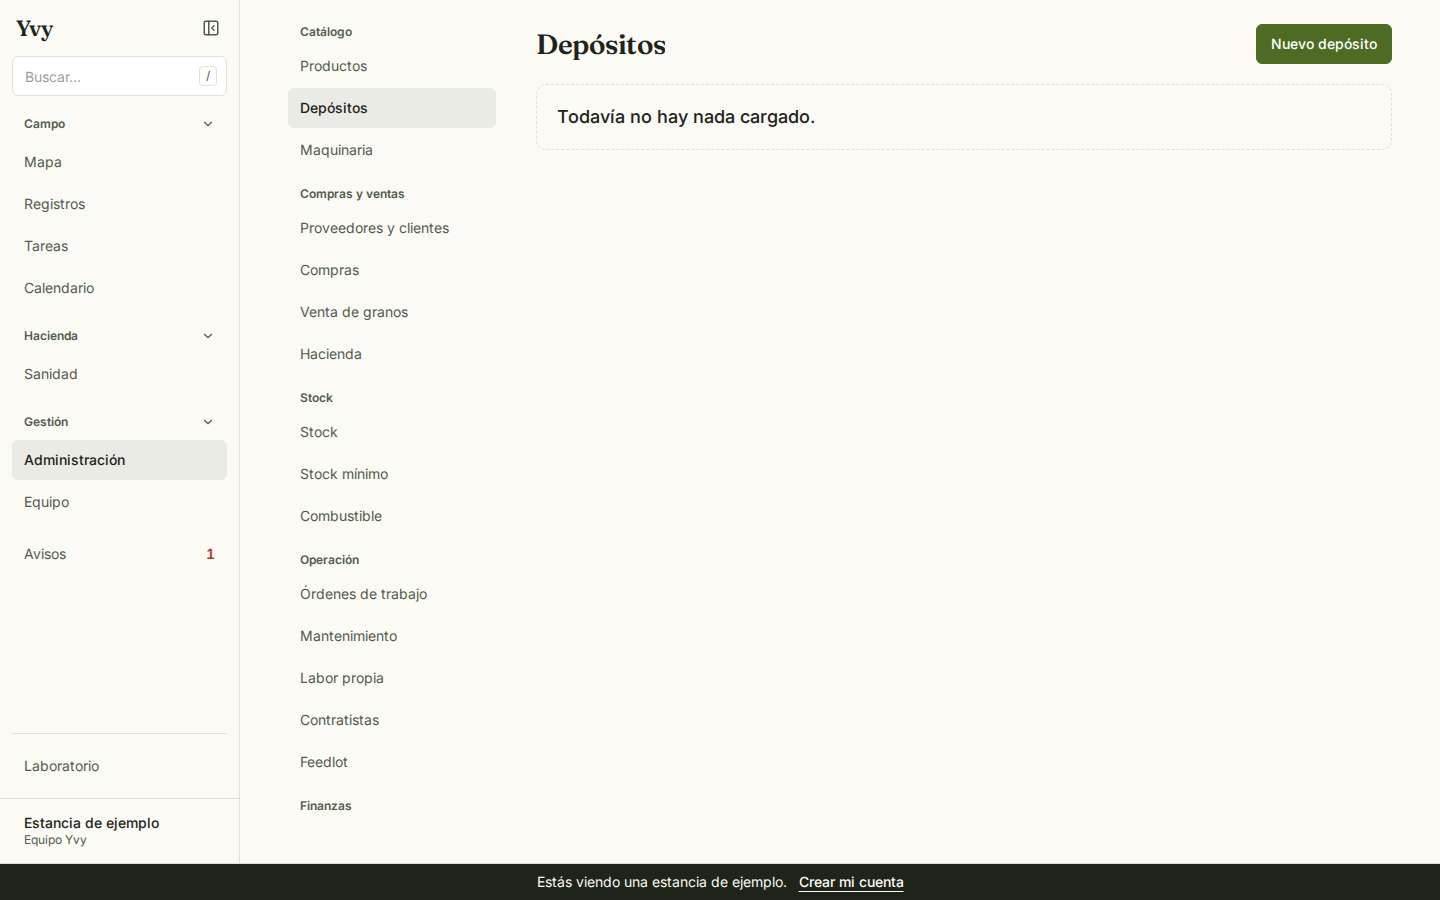 Yvy
Buscar...
/
Campo
Mapa
Registros
Tareas
Calendario
Hacienda
Sanidad
Gestión
Administración
Equipo
Avisos
1
Laboratorio
Estancia de ejemplo
Equipo Yvy
Catálogo
Productos
Depósitos
Maquinaria
Compras y ventas
Proveedores y clientes
Compras
Venta de granos
Hacienda
Stock
Stock
Stock mínimo
Combustible
Operación
Órdenes de trabajo
Mantenimiento
Labor propia
Contratistas
Feedlot
Finanzas
Depósitos
Nuevo depósito
Todavía no hay nada cargado.
Estás viendo una estancia de ejemplo. Crear mi cuenta